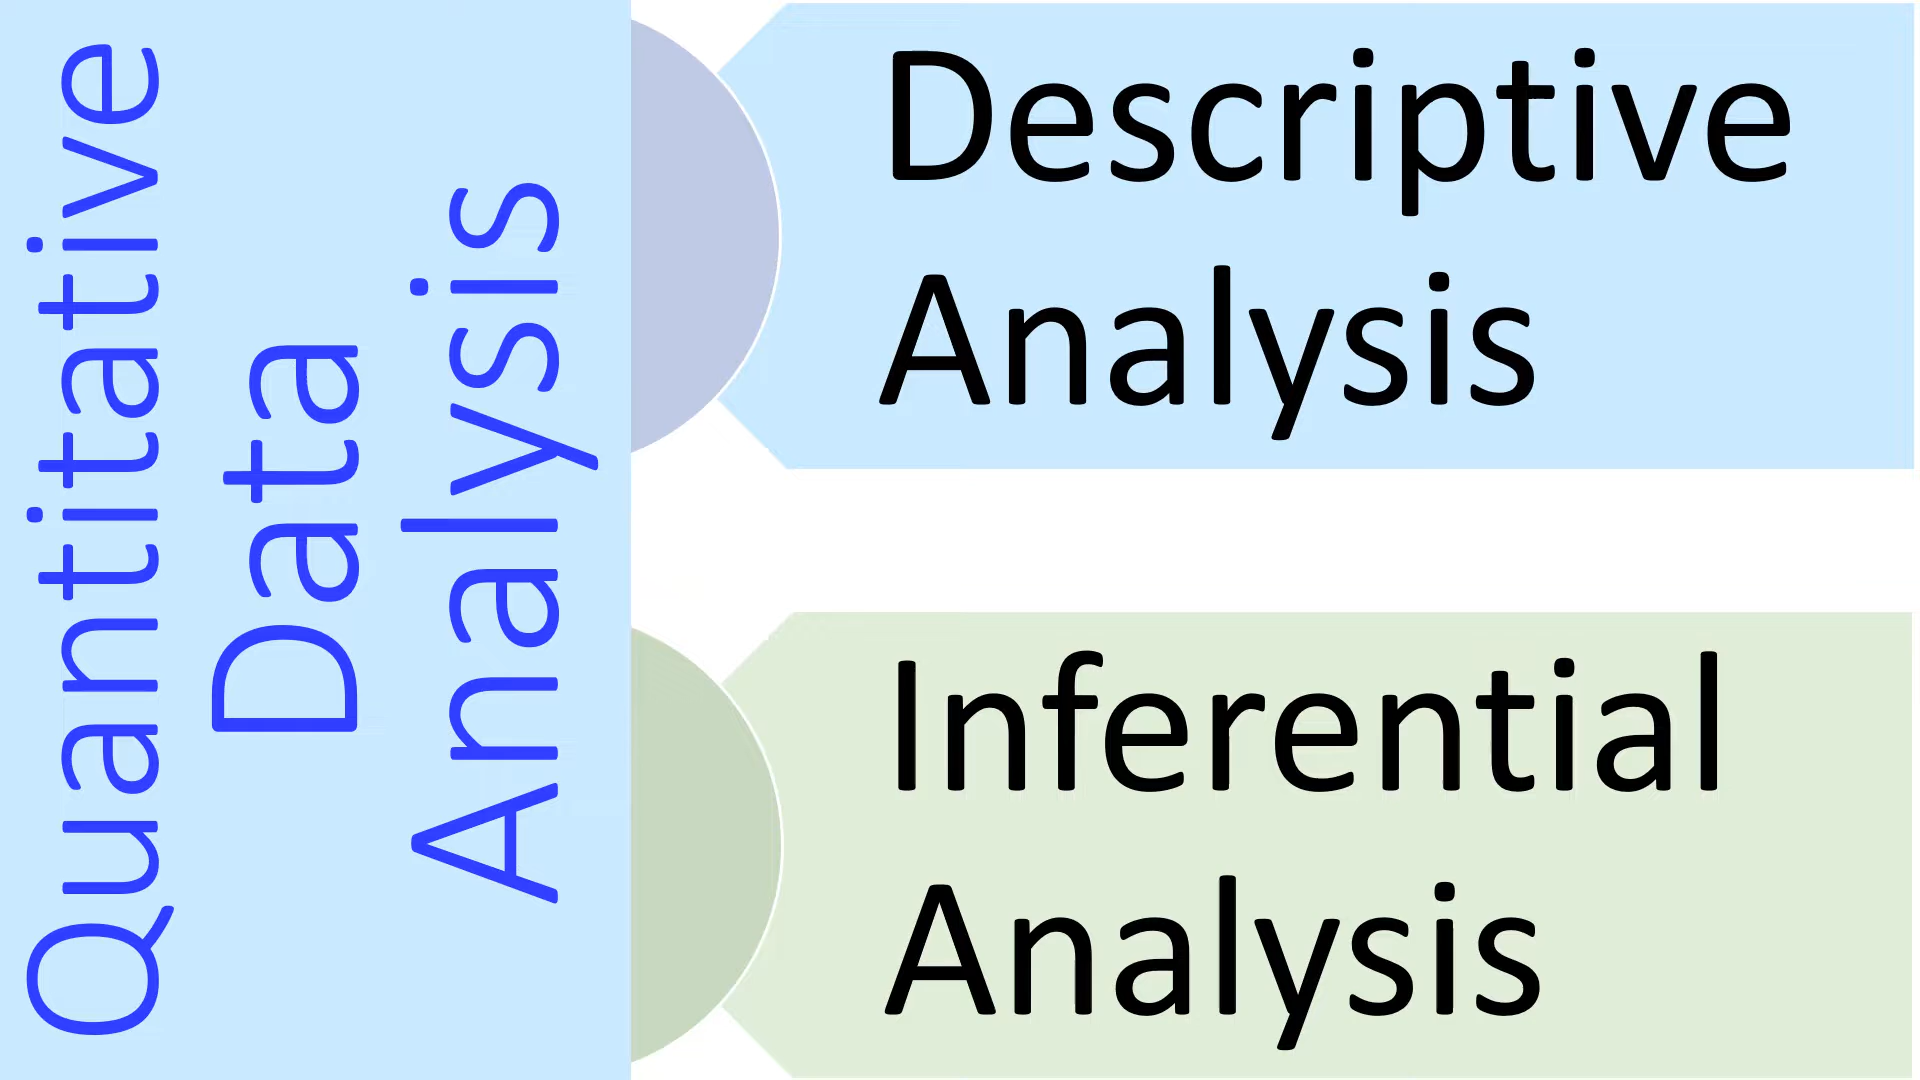 Quantitative
Data
Analysis
Descriptive
Analysis
Inferential
Analysis